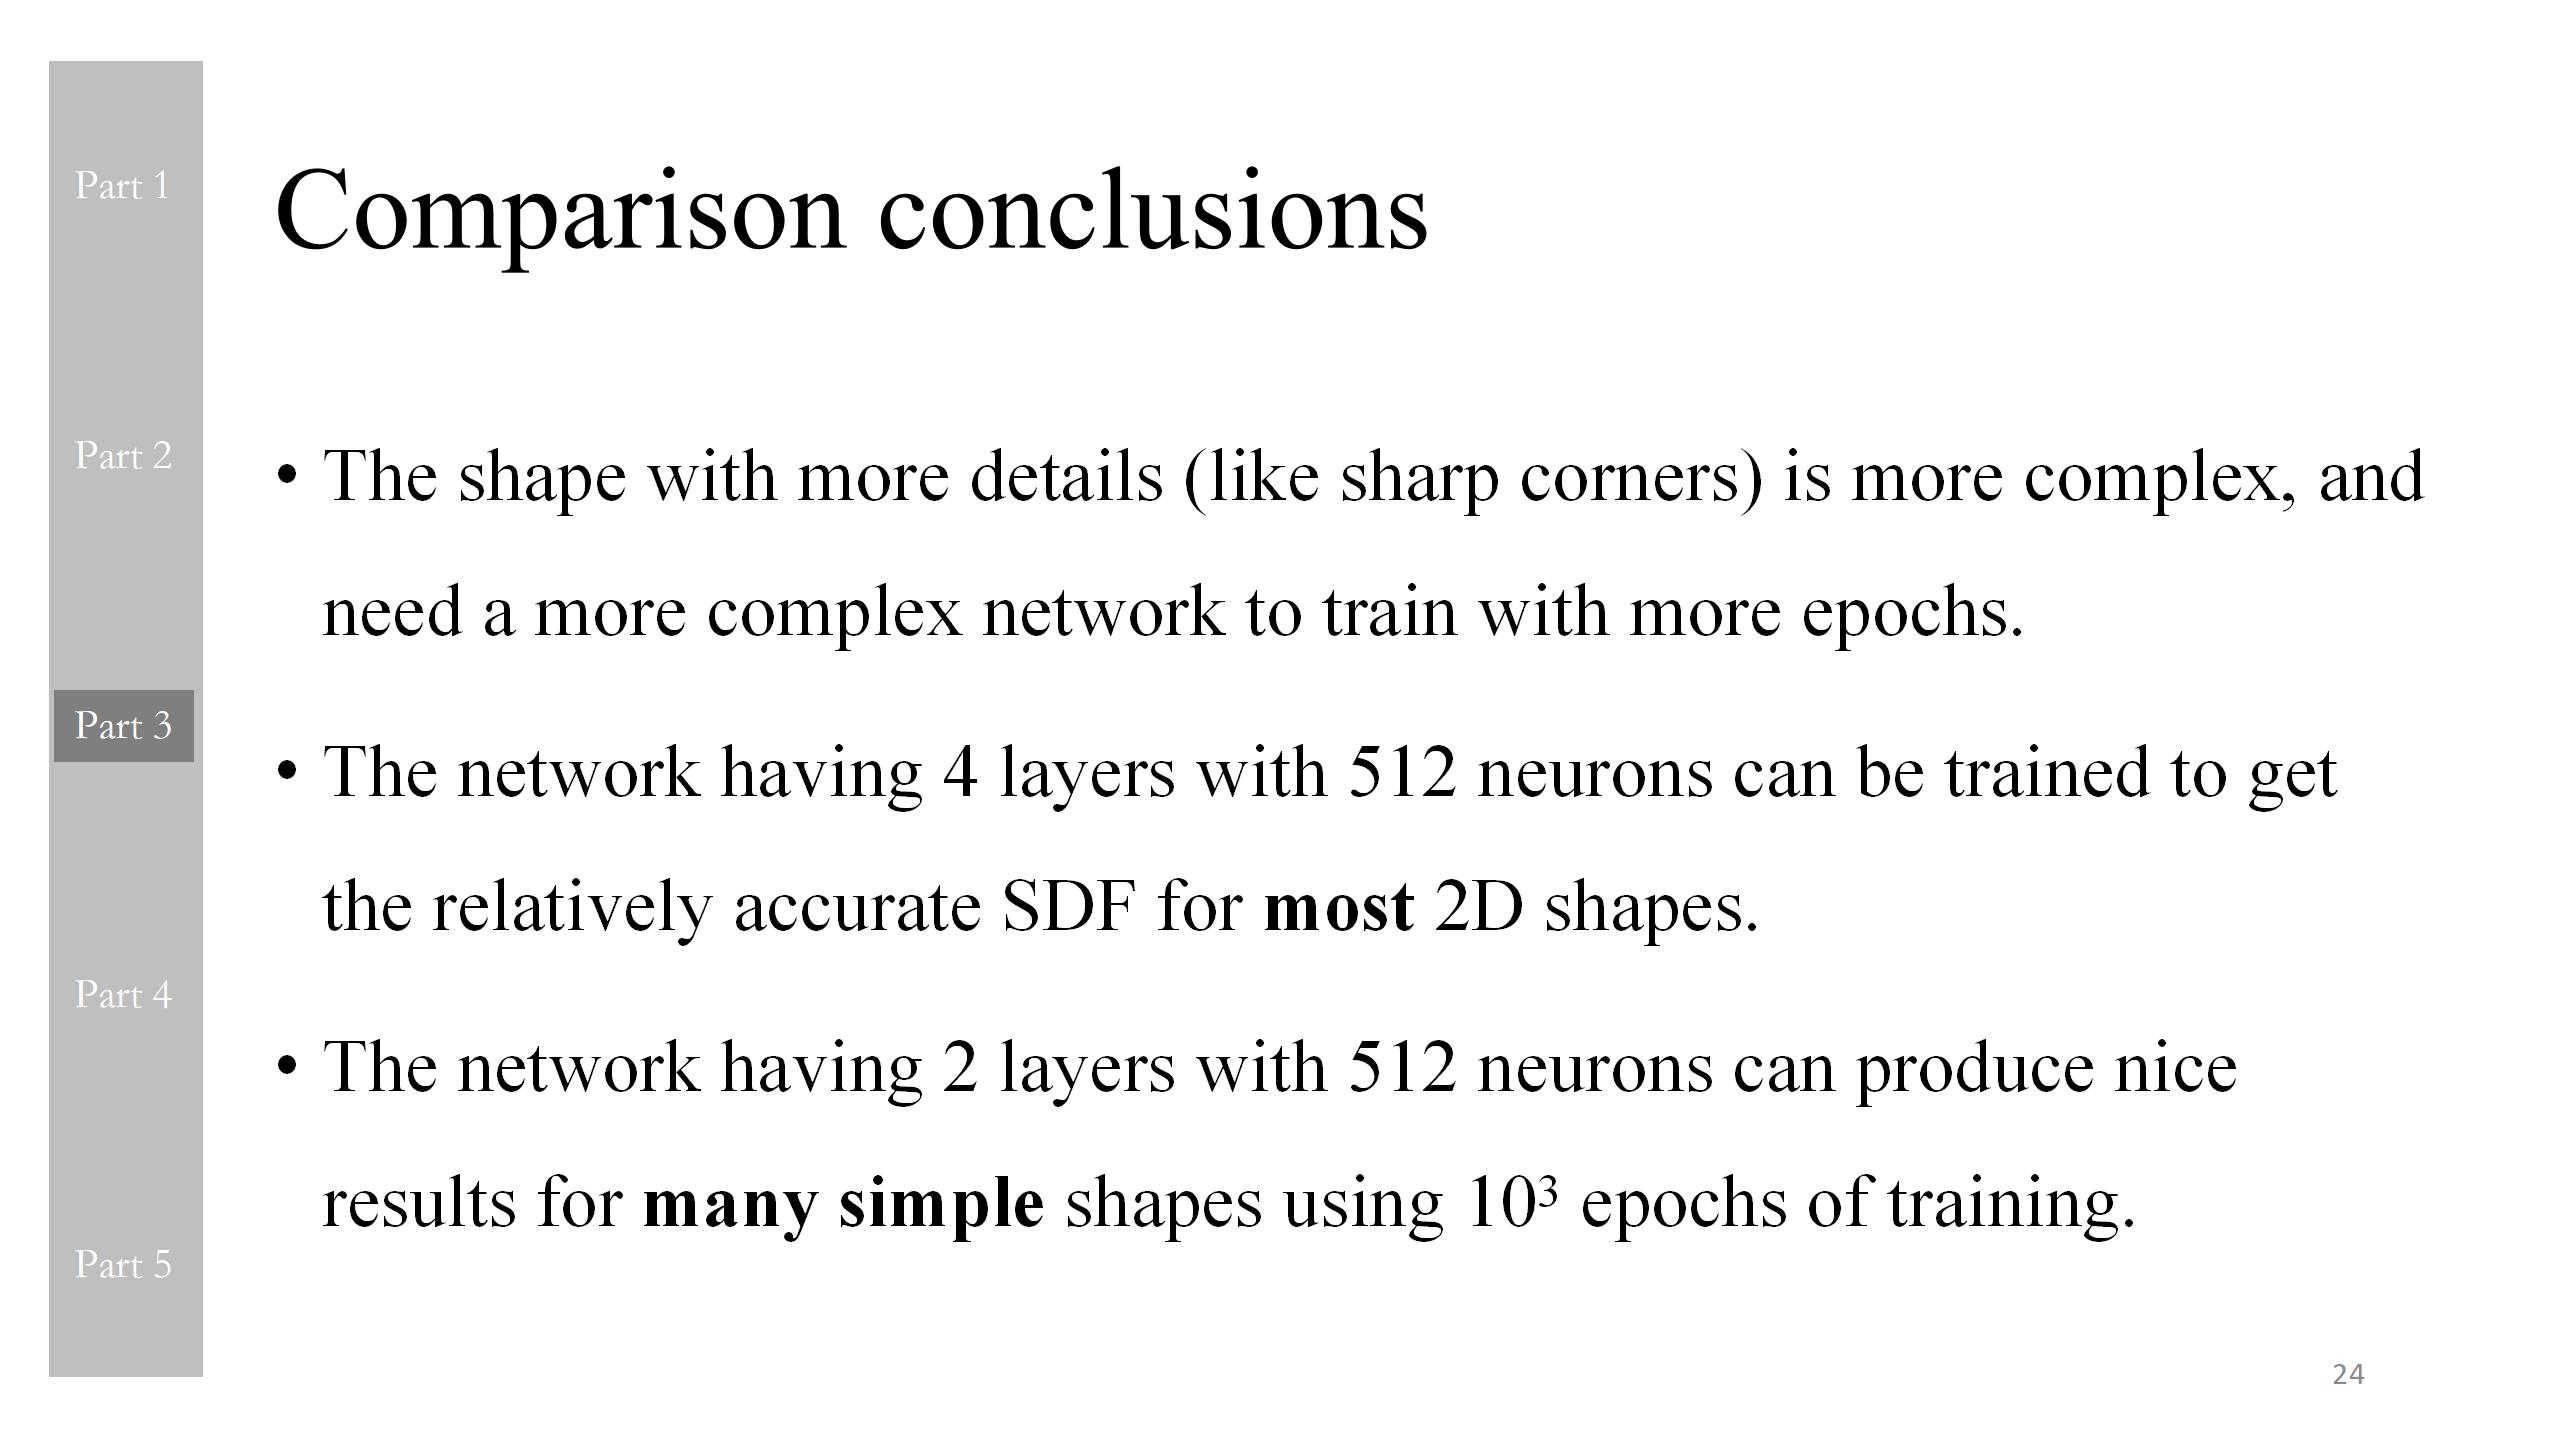 Part 1
Part 2
Part 3
Part 4
Part 5
Comparison conclusions
• The shape with more details (like sharp corners) is more complex, and
need a more complex network to train with more epochs.
• The network having 4 layers with 512 neurons can be trained to get
the relatively accurate SDF for most 2D shapes.
• The network having 2 layers with 512 neurons can produce nice
results for many simple shapes using 10³ epochs of training.
24